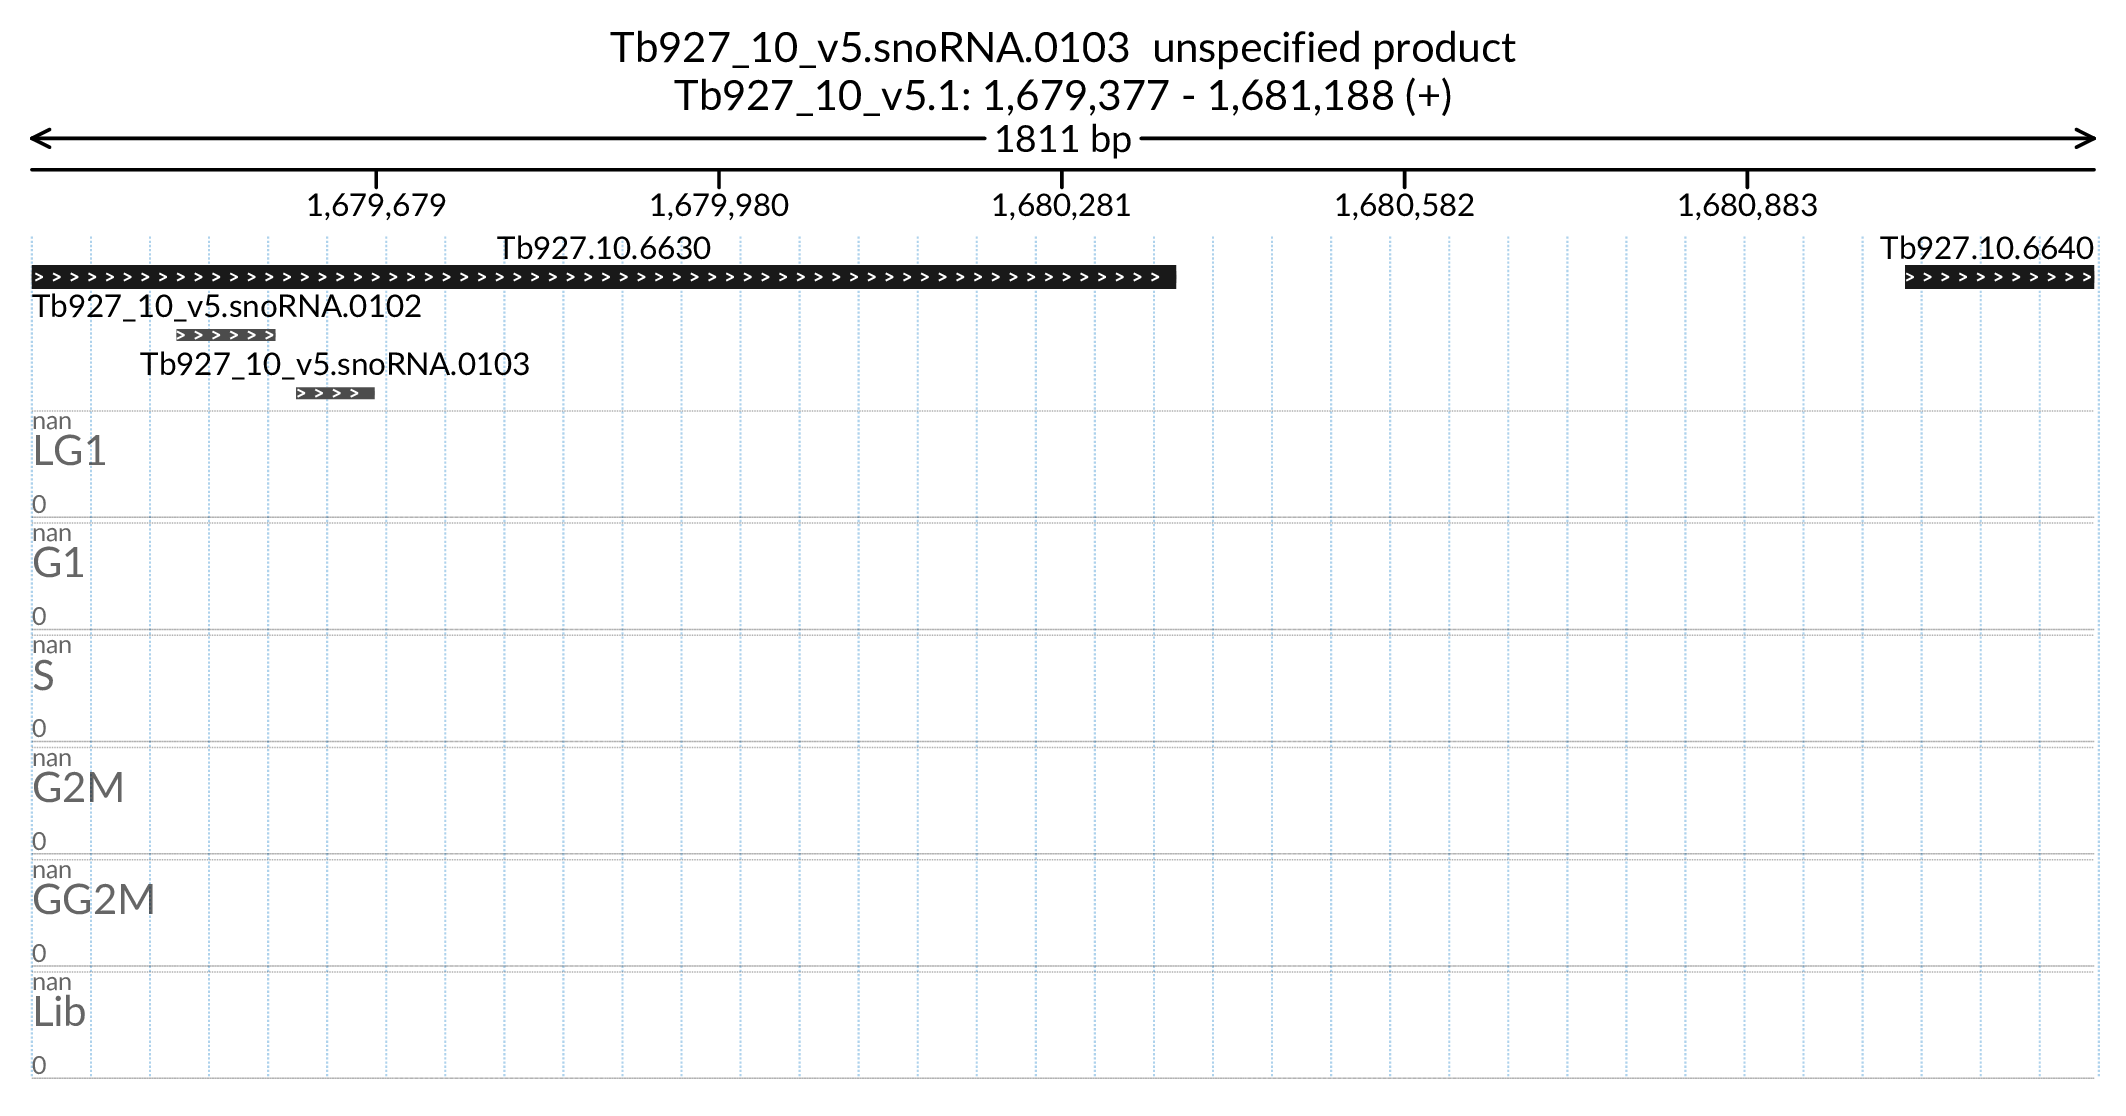 Tb927_10_v5.snoRNA.0103 unspecified product
Tb927_10_v5.1: 1,679,377 - 1,681,188 (+)
1811 bp
1,679,679 1,679,980 1,680,281 1,680,582 1,680,883
Tb927.10.6630 Tb927.10.6640
Tb927_10_v5.snoRNA.0102
Tb927_10_v5.snoRNA.0103
nan
LG1
0
nan
G1
0
nan
S
0
nan
G2M
0
nan
GG2M
0
nan
Lib
0